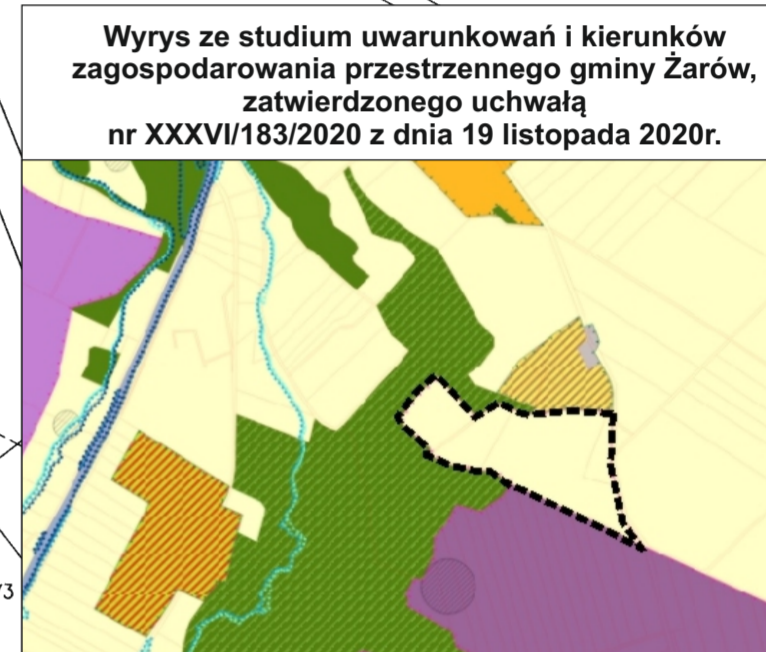 Wyrys ze studium uwarunkowań i kierunków
zagospodarowania przestrzennego gminy Żarów,
zatwierdzonego uchwałą
nr XXXVI/183/2020 z dnia 19 listopada 2020r.